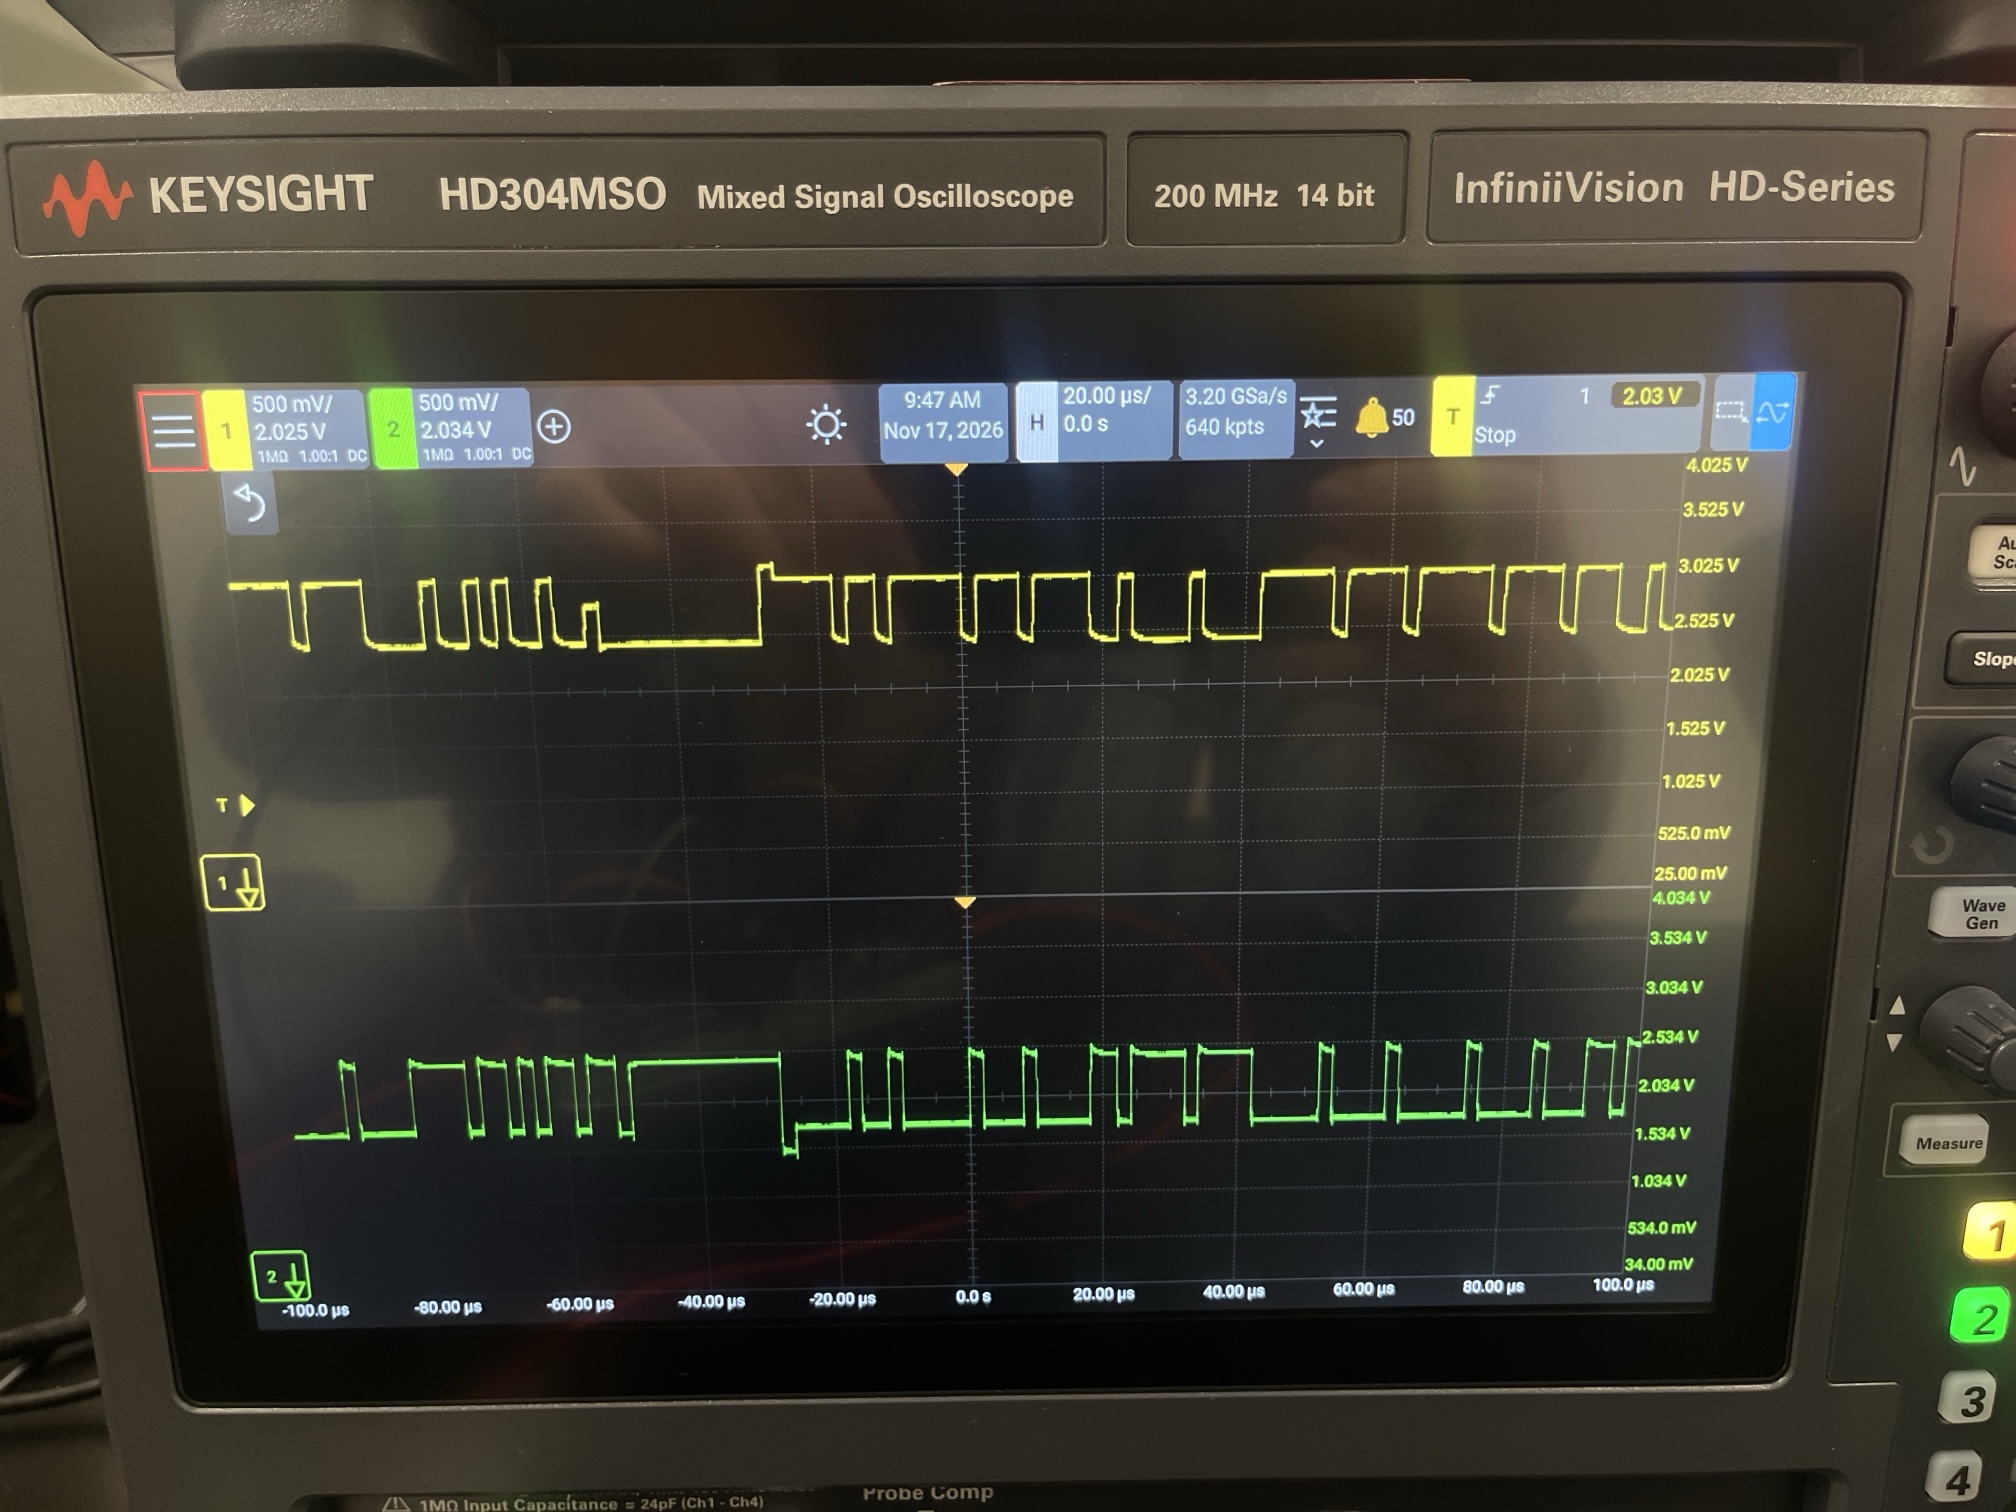 KEYSIGHT HD304MSO Mixed Signal Oscilloscope 200 MHz 14 bit InfiniiVision HD-Series
1 500 mV/ 2.025 V 1MΩ 1.00:1 DC
2 500 mV/ 2.034 V 1MΩ 1.00:1 DC
9:47 AM
Nov 17, 2026
H 20.00 µs/ 0.0 s
3.20 GSa/s
640 kpts
50
T 1 2.03 V
Stop
4.025 V
3.525 V
3.025 V
2.525 V
2.025 V
1.525 V
1.025 V
525.0 mV
25.00 mV
T
1
4.034 V
3.534 V
3.034 V
2.534 V
2.034 V
1.534 V
1.034 V
534.0 mV
34.00 mV
2
-100.0 µs -80.00 µs -60.00 µs -40.00 µs -20.00 µs 0.0 s 20.00 µs 40.00 µs 60.00 µs 80.00 µs 100.0 µs
Wave
Gen
Measure
1
2
3
4
⚠ 1MΩ Input Capacitance = 24pF (Ch1 - Ch4)
Probe Comp